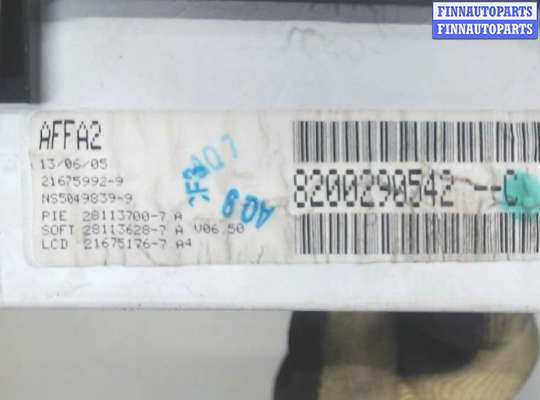 FINNAUTOPARTS
FINNAUTOPARTS
AFFA2
13/06/05
21675992-9
NS5049839-9
PIE 28113700-7 A
SOFT 28113628-7 A V06.50
LCD 21675176-7 A4
8200290542 --C
AQ9